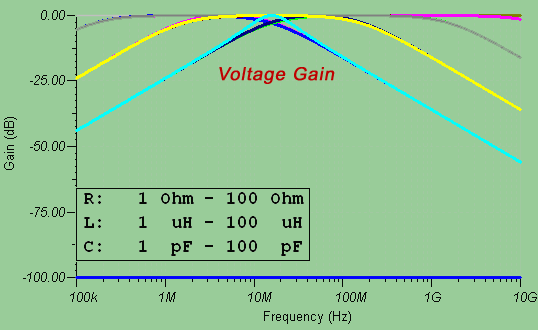 0.00
-25.00
-50.00
-75.00
-100.00
Gain (dB)
Voltage Gain
R: 1 Ohm - 100 Ohm
L: 1 uH - 100 uH
C: 1 pF - 100 pF
100k 1M 10M 100M 1G 10G
Frequency (Hz)